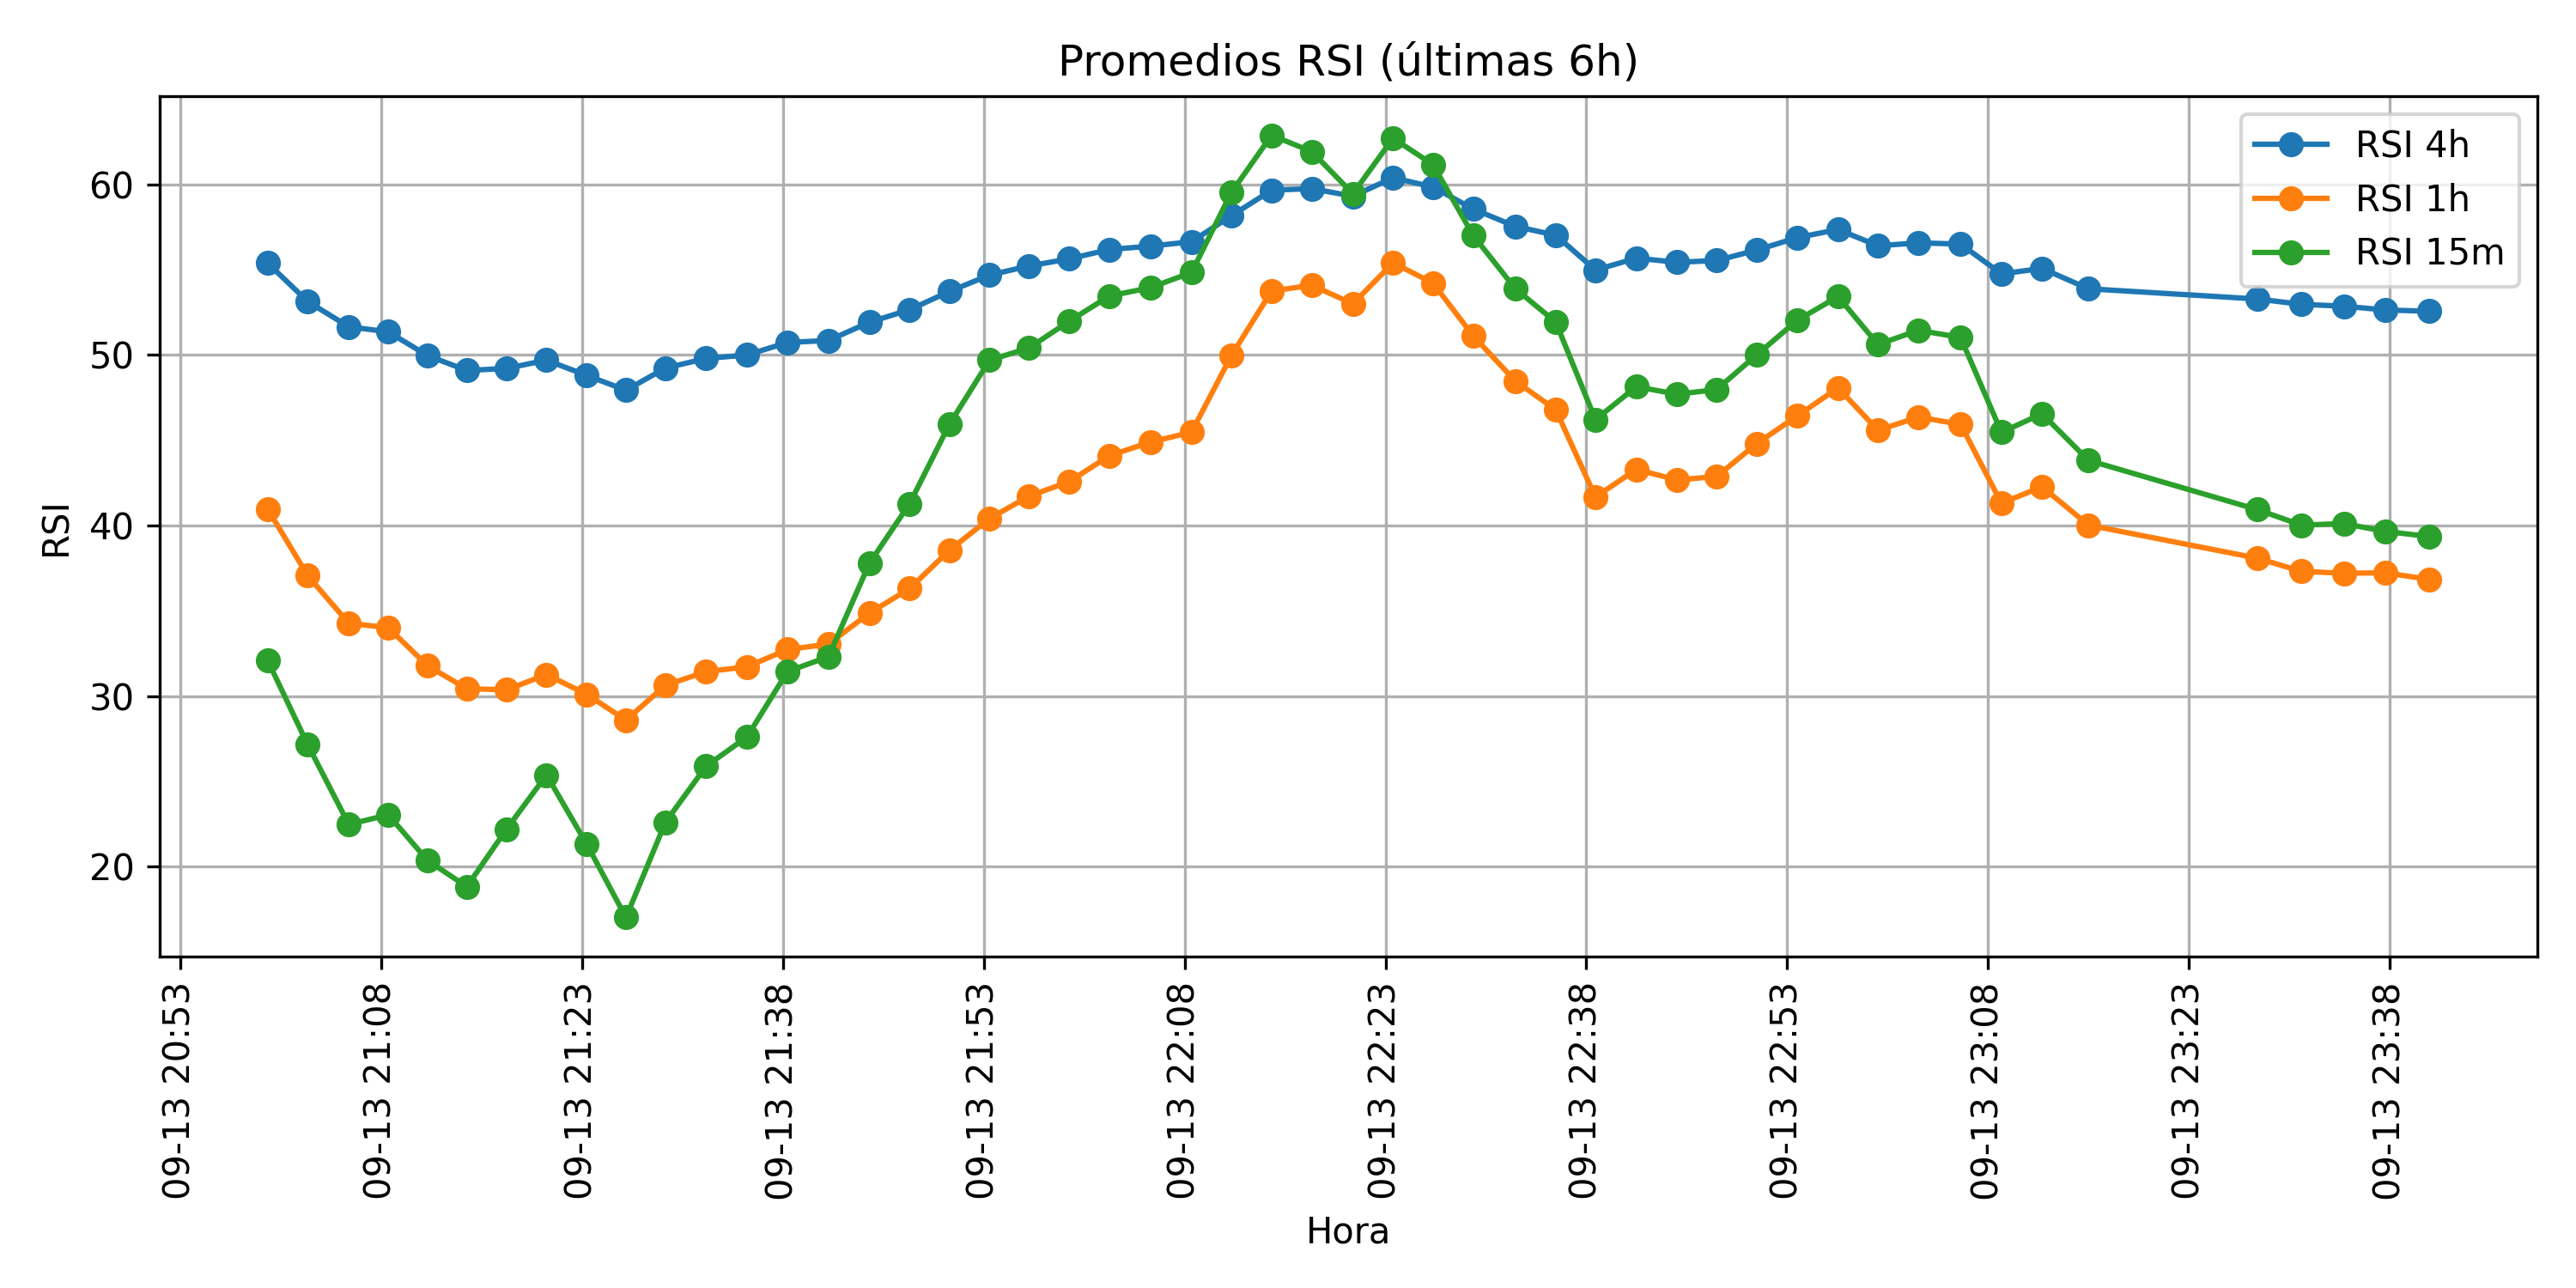 Promedios RSI (últimas 6h)
RSI 4h
RSI 1h
RSI 15m
60
50
40
30
20
RSI
09-13 20:53
09-13 21:08
09-13 21:23
09-13 21:38
09-13 21:53
09-13 22:08
09-13 22:23
09-13 22:38
09-13 22:53
09-13 23:08
09-13 23:23
09-13 23:38
Hora